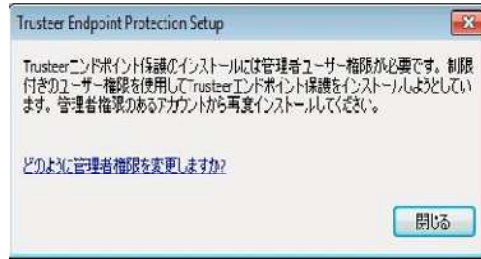 Trusteer Endpoint Protection Setup
Trusteerエンドポイント保護のインストールには管理者ユーザー権限が必要です。制限
付きのユーザー権限を使用してTrusteerエンドポイント保護をインストールしようとしてい
ます。管理者権限のあるアカウントから再度インストールしてください。
どのように管理者権限を変更しますか?
閉じる